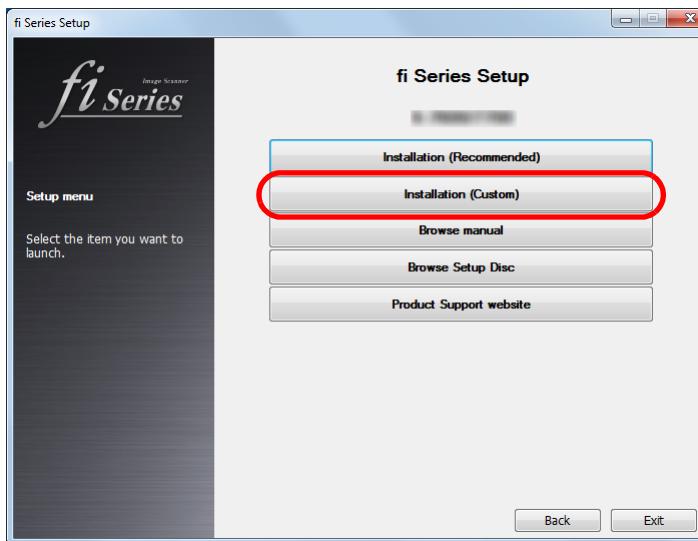 fi Series Setup
Image Scanner
fi Series
Setup menu
Select the item you want to
launch.
fi Series Setup
Installation (Recommended)
Installation (Custom)
Browse manual
Browse Setup Disc
Product Support website
Back
Exit